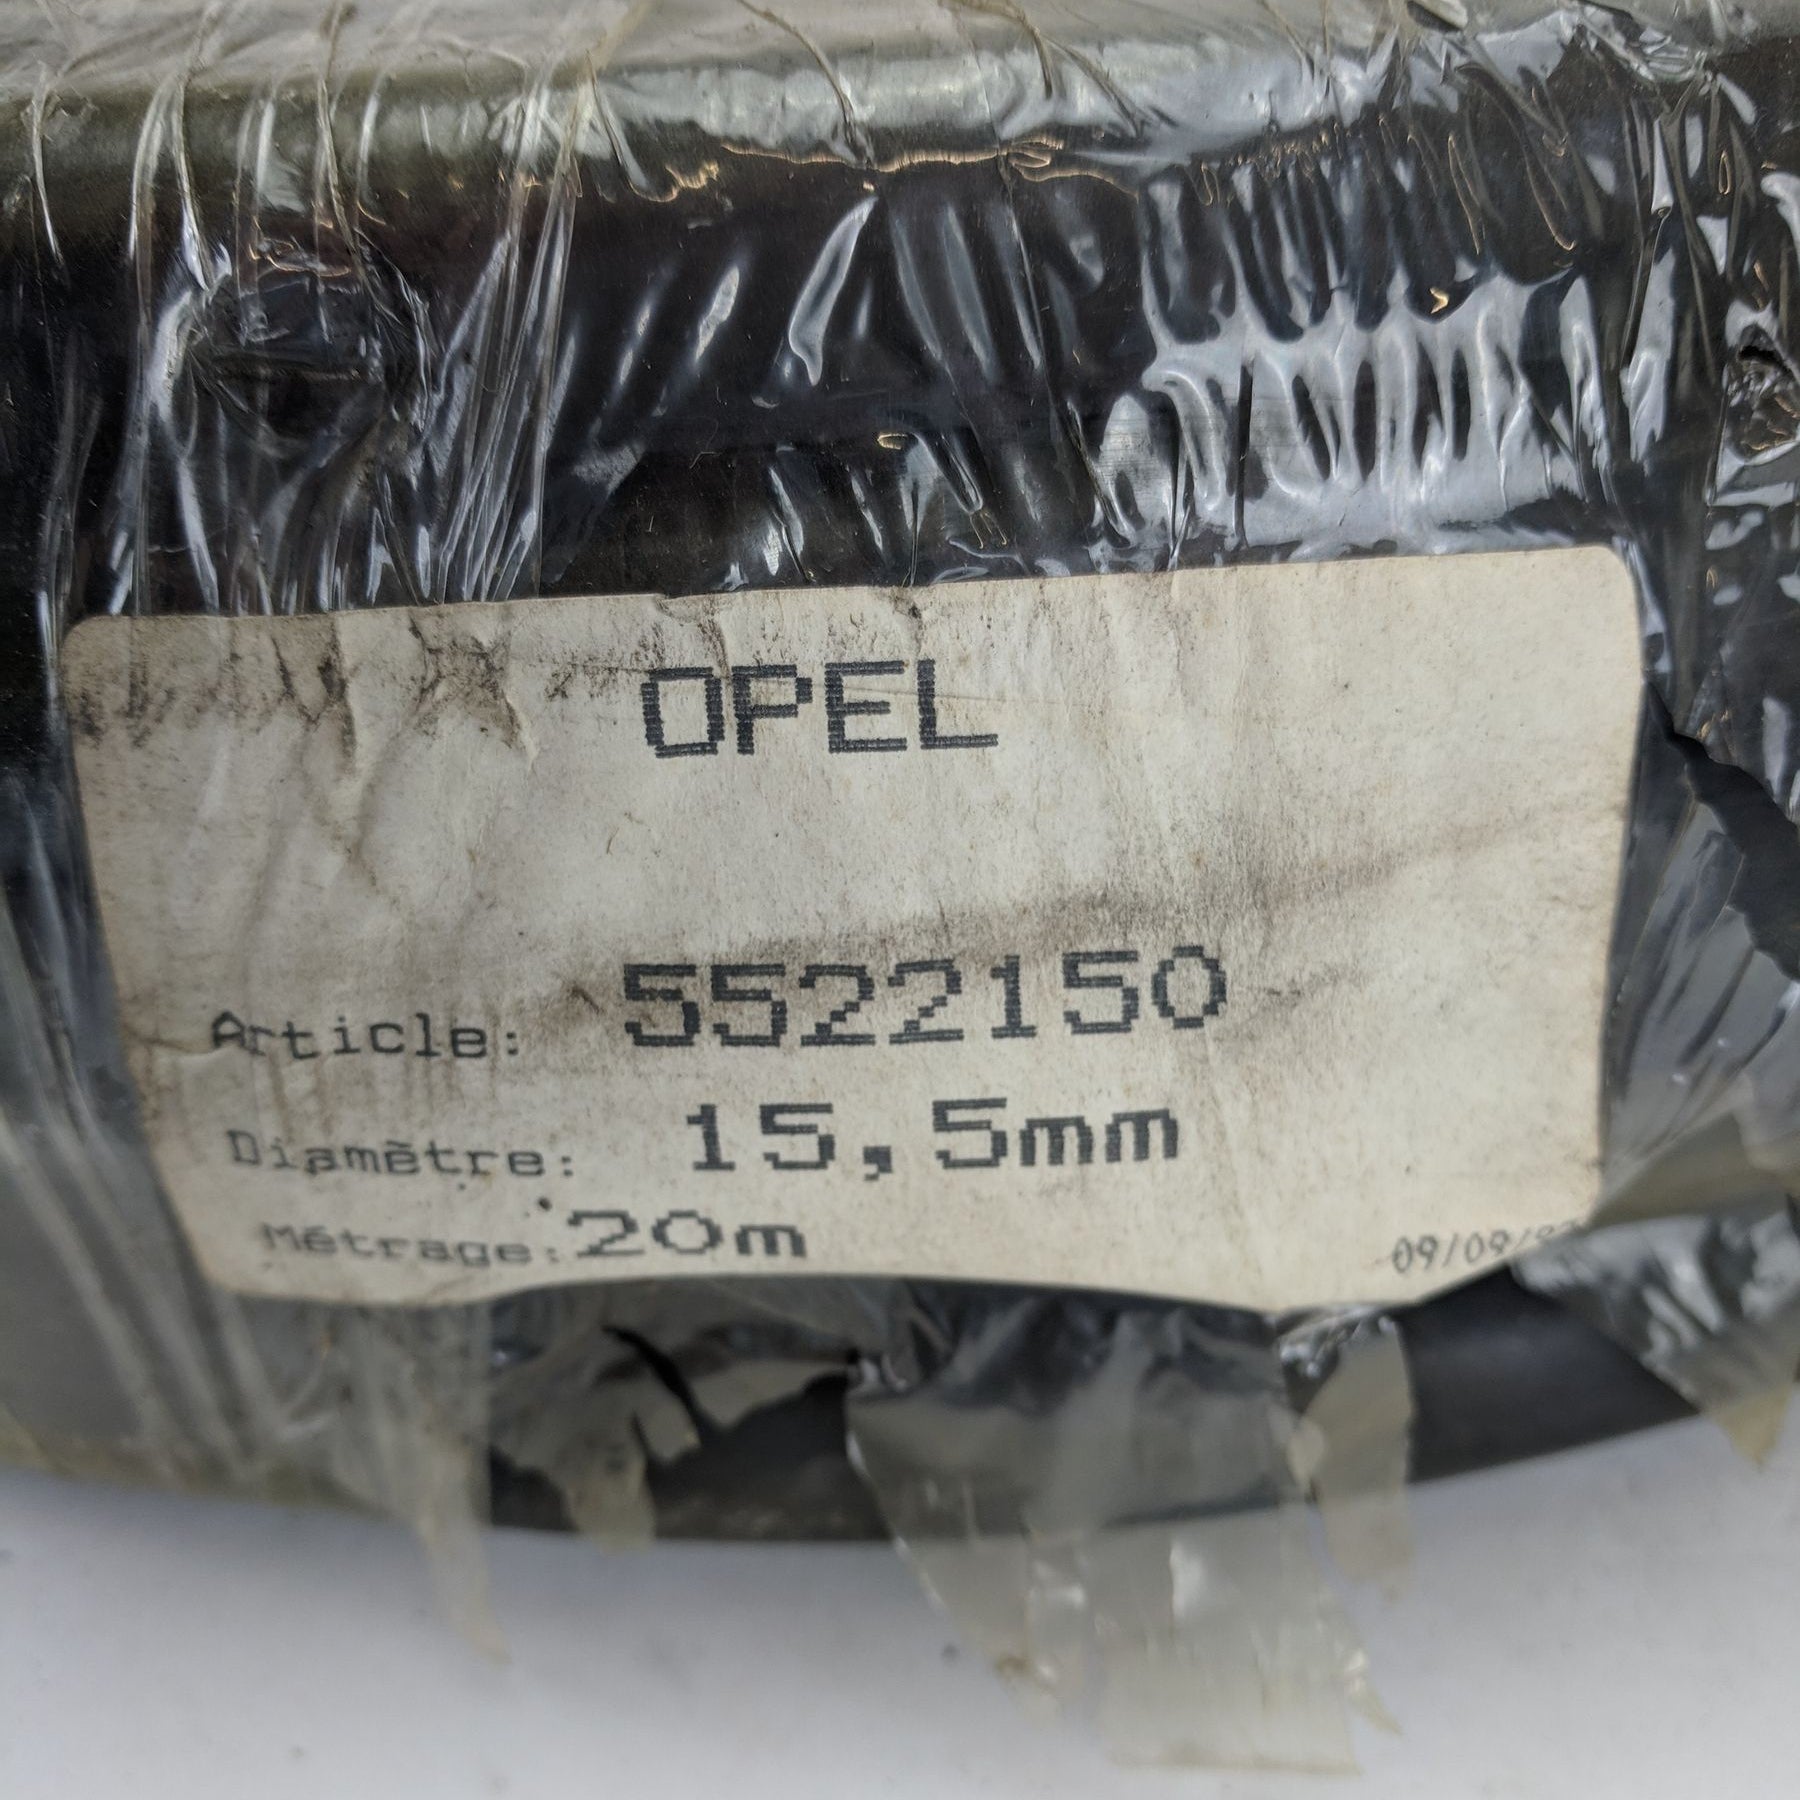 OPEL
Article: 5522150
Diamètre: 15,5mm
Métrage: 20m